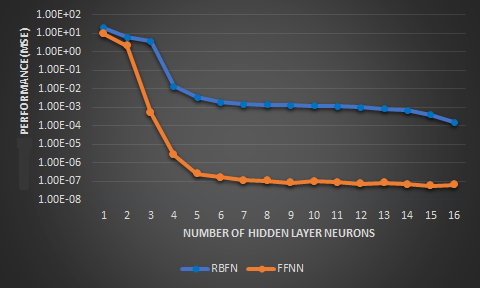 1.00E+02
1.00E+01
1.00E+00
1.00E-01
1.00E-02
1.00E-03
1.00E-04
1.00E-05
1.00E-06
1.00E-07
1.00E-08
PERFORMANCE(MSE)
1 2 3 4 5 6 7 8 9 10 11 12 13 14 15 16
NUMBER OF HIDDEN LAYER NEURONS
RBFN FFNN